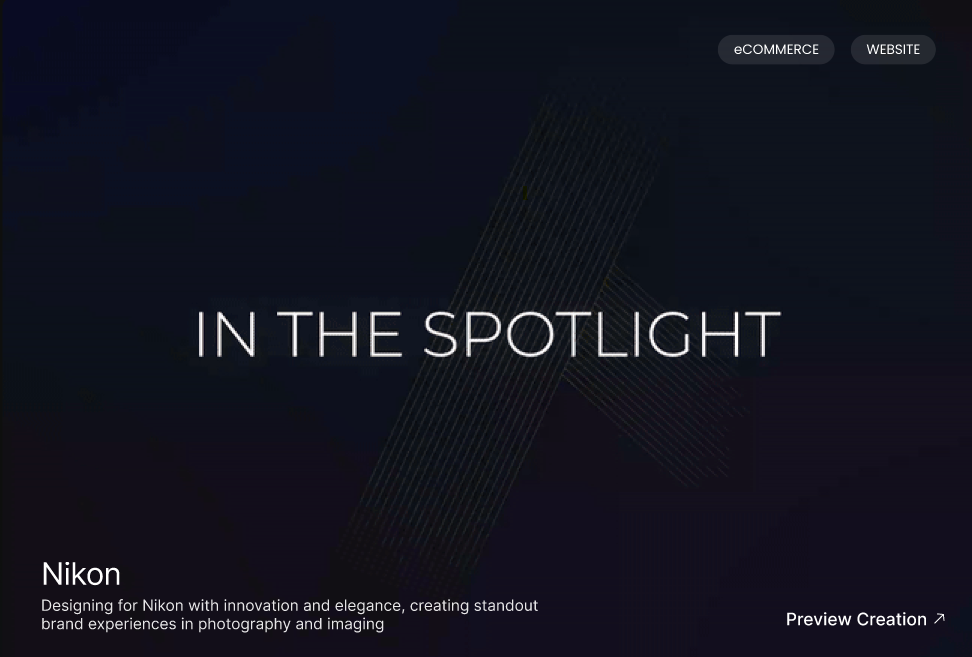 eCOMMERCE WEBSITE
IN THE SPOTLIGHT
Nikon
Designing for Nikon with innovation and elegance, creating standout
brand experiences in photography and imaging
Preview Creation ↗